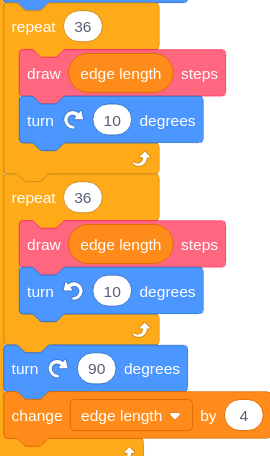 repeat 36
draw edge length steps
turn 10 degrees
repeat 36
draw edge length steps
turn 10 degrees
turn 90 degrees
change edge length by 4